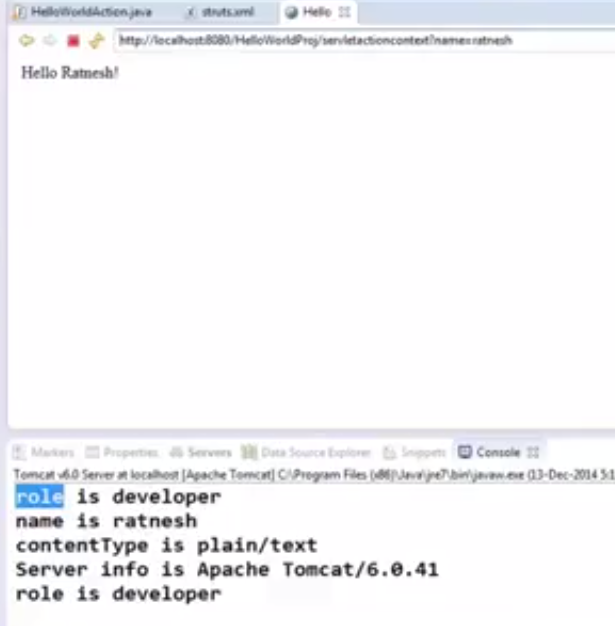 HelloWorldAction.java struts.xml Hello
http://localhost:8080/HelloWorldProj/servletactioncontext?name=ratnesh
Hello Ratnesh!
Markers Properties Servers Data Source Explorer Snippets Console
Tomcat v6.0 Server at localhost [Apache Tomcat] C:\Program Files (x86)\Java\jre7\bin\javaw.exe (13-Dec-2014 5:1
role is developer
name is ratnesh
contentType is plain/text
Server info is Apache Tomcat/6.0.41
role is developer